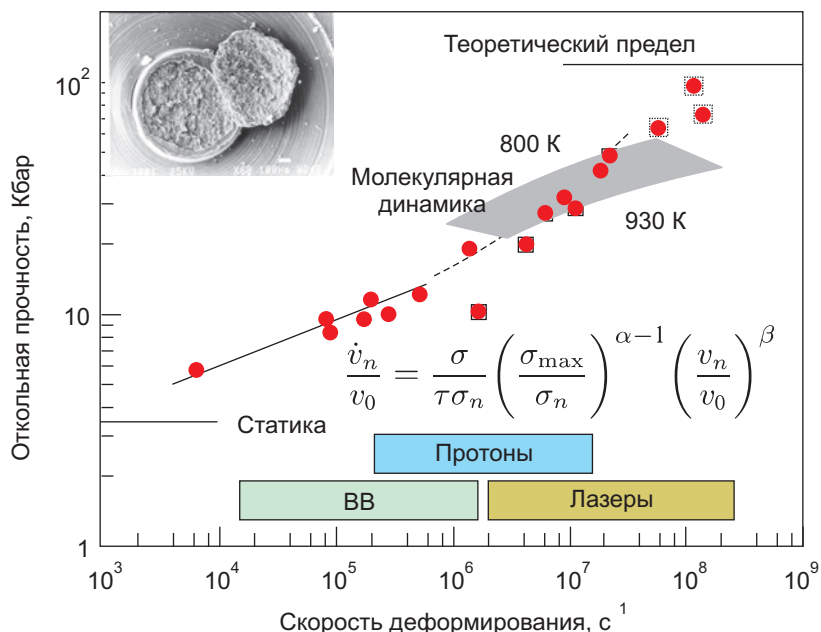 Теоретический предел
10²
800 К
Молекулярная
динамика
930 К
Откольная прочность, Кбар
10
v̇ₙ/v₀ = σ/(τσₙ) (σmax/σₙ)^(α−1) (vₙ/v₀)^β
Статика
Протоны
ВВ
Лазеры
1
10³ 10⁴ 10⁵ 10⁶ 10⁷ 10⁸ 10⁹
Скорость деформирования, с ¹